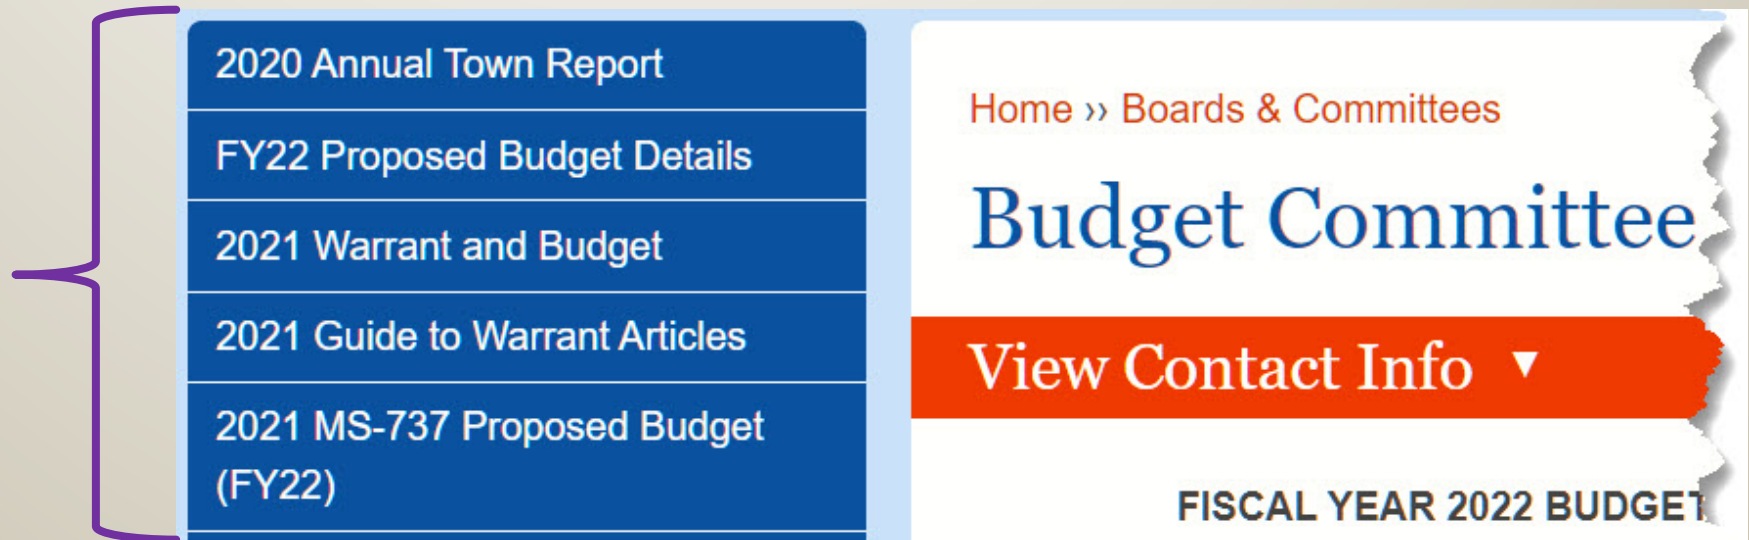 2020 Annual Town Report
FY22 Proposed Budget Details
2021 Warrant and Budget
2021 Guide to Warrant Articles
2021 MS-737 Proposed Budget
(FY22)
Home ›› Boards & Committees
Budget Committee
View Contact Info ▼
FISCAL YEAR 2022 BUDGET